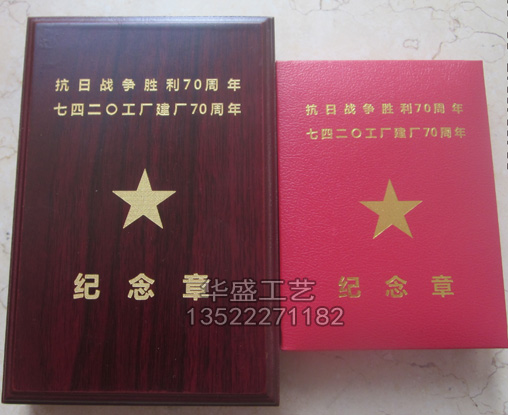 抗日战争胜利70周年
七四二〇工厂建厂70周年
纪念章
抗日战争胜利70周年
七四二〇工厂建厂70周年
纪念章
华盛工艺
13522271182